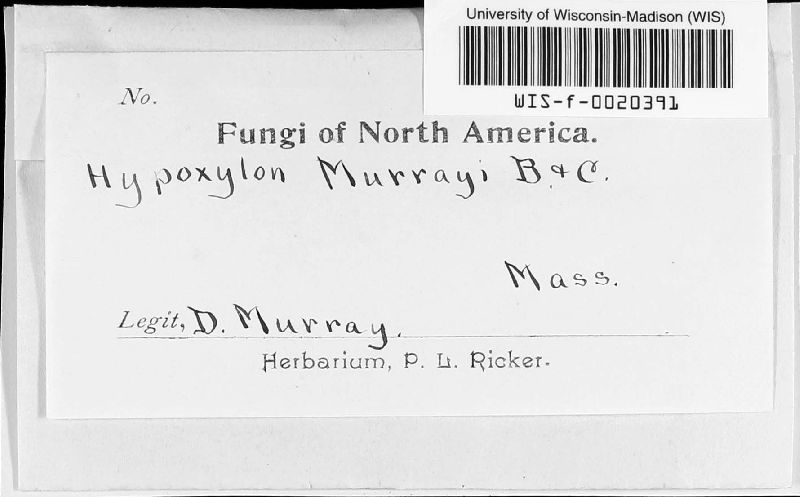 University of Wisconsin-Madison (WIS)
WIS-f-0020391
No.
Fungi of North America.
Hypoxylon Murrayi B. & C.
Mass.
Legit, D. Murray.
Herbarium, P. L. Ricker.